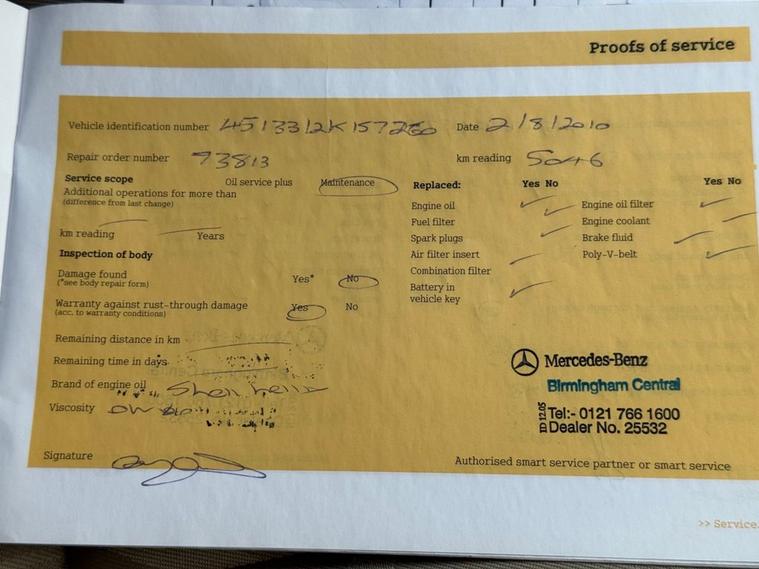 Proofs of service
Vehicle identification number 4513312K157260 Date 2/8/2010
Repair order number 73813 km reading 5046
Service scope Oil service plus Maintenance Replaced: Yes No Yes No
Additional operations for more than
(difference from last change)
Engine oil Engine oil filter
Fuel filter Engine coolant
km reading Years Spark plugs Brake fluid
Inspection of body Air filter insert Poly-V-belt
Damage found Yes* No Combination filter
(*see body repair form)
Battery in
vehicle key
Warranty against rust-through damage Yes No
(acc. to warranty conditions)
Remaining distance in km
Remaining time in days
Brand of engine oil Shell helix
Viscosity 0W
Mercedes-Benz
Birmingham Central
ID 12.05
Tel:- 0121 766 1600
Dealer No. 25532
Signature
Authorised smart service partner or smart service
>> Service.